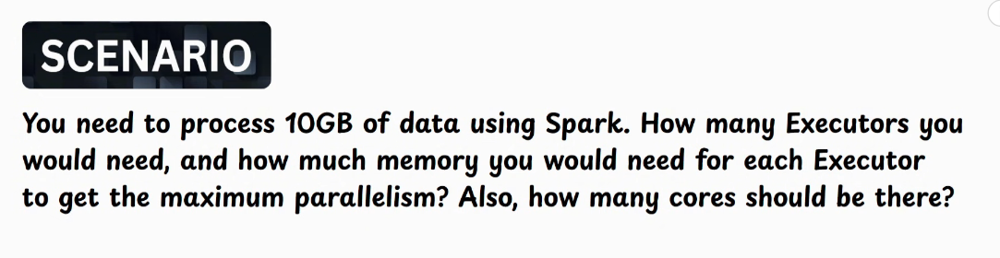 SCENARIO
You need to process 10GB of data using Spark. How many Executors you
would need, and how much memory you would need for each Executor
to get the maximum parallelism? Also, how many cores should be there?